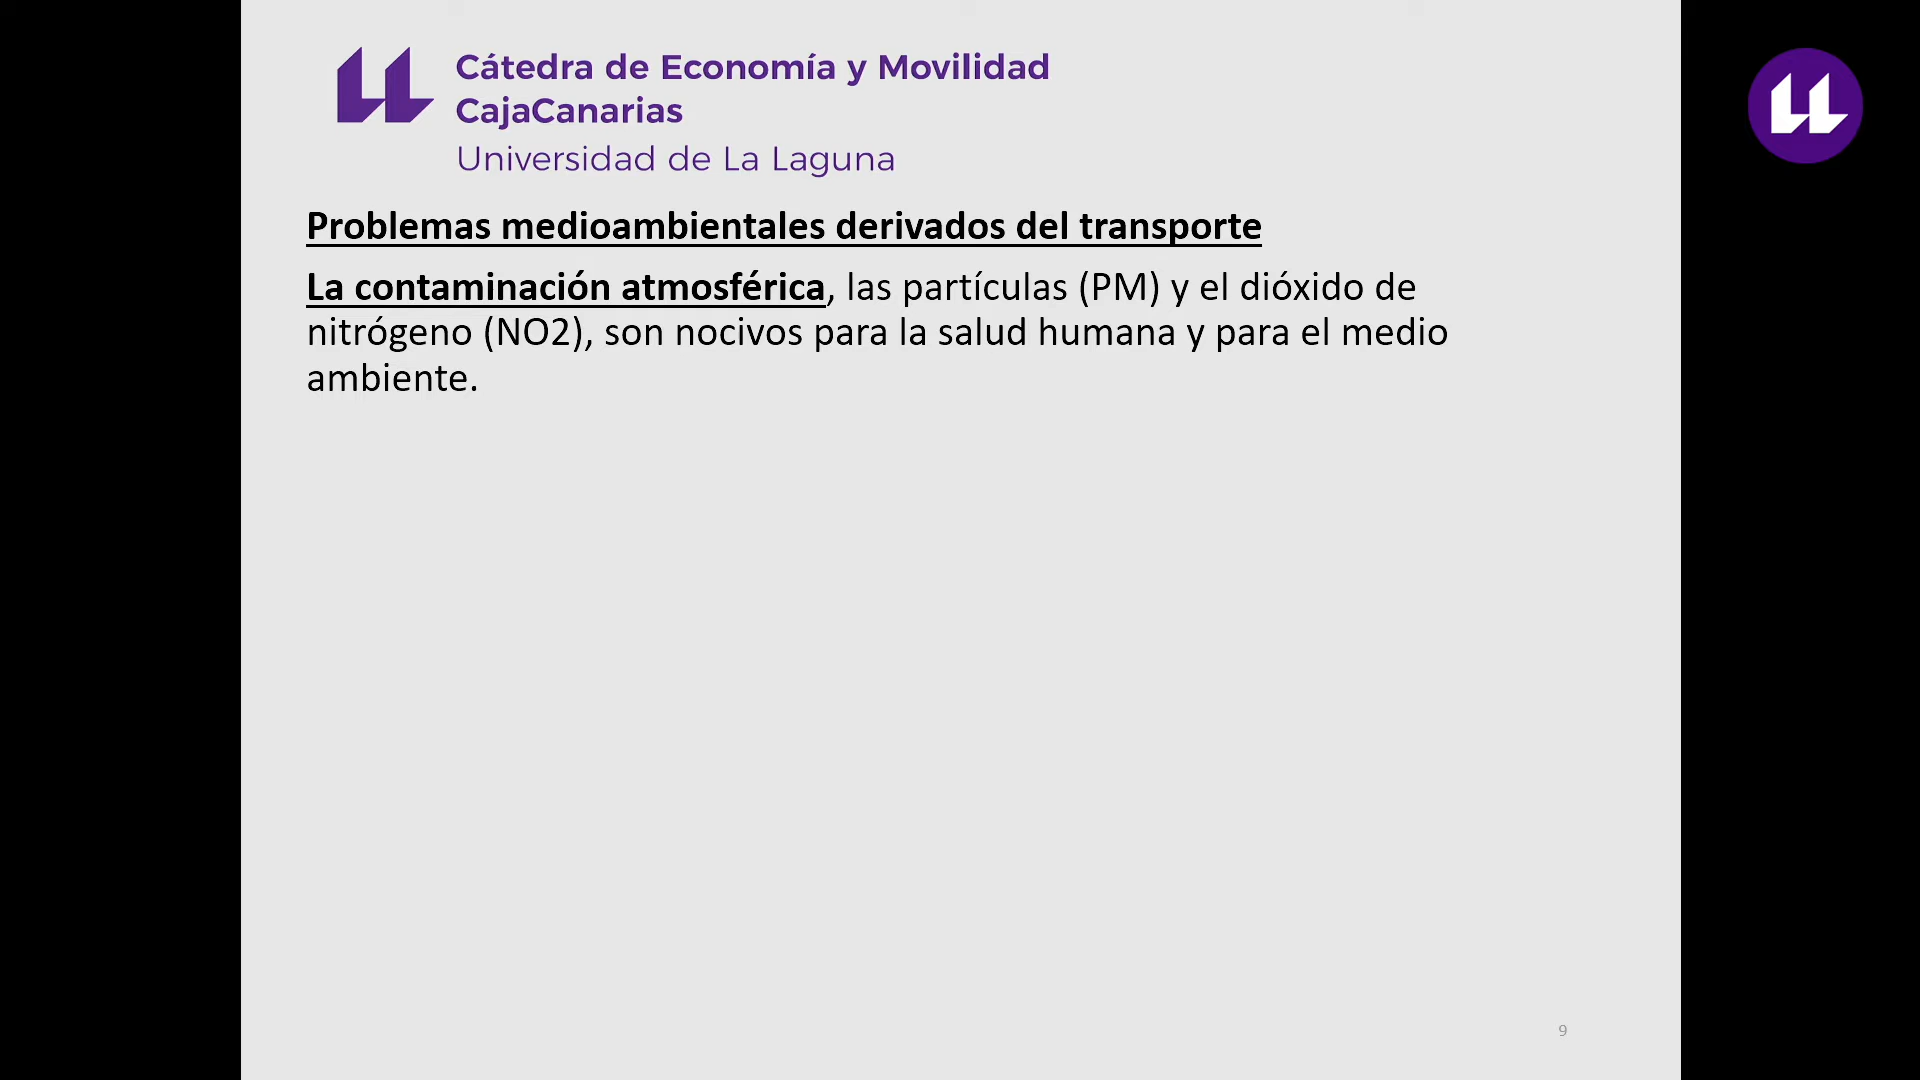 Cátedra de Economía y Movilidad
CajaCanarias
Universidad de La Laguna
Problemas medioambientales derivados del transporte
La contaminación atmosférica, las partículas (PM) y el dióxido de
nitrógeno (NO2), son nocivos para la salud humana y para el medio
ambiente.
9